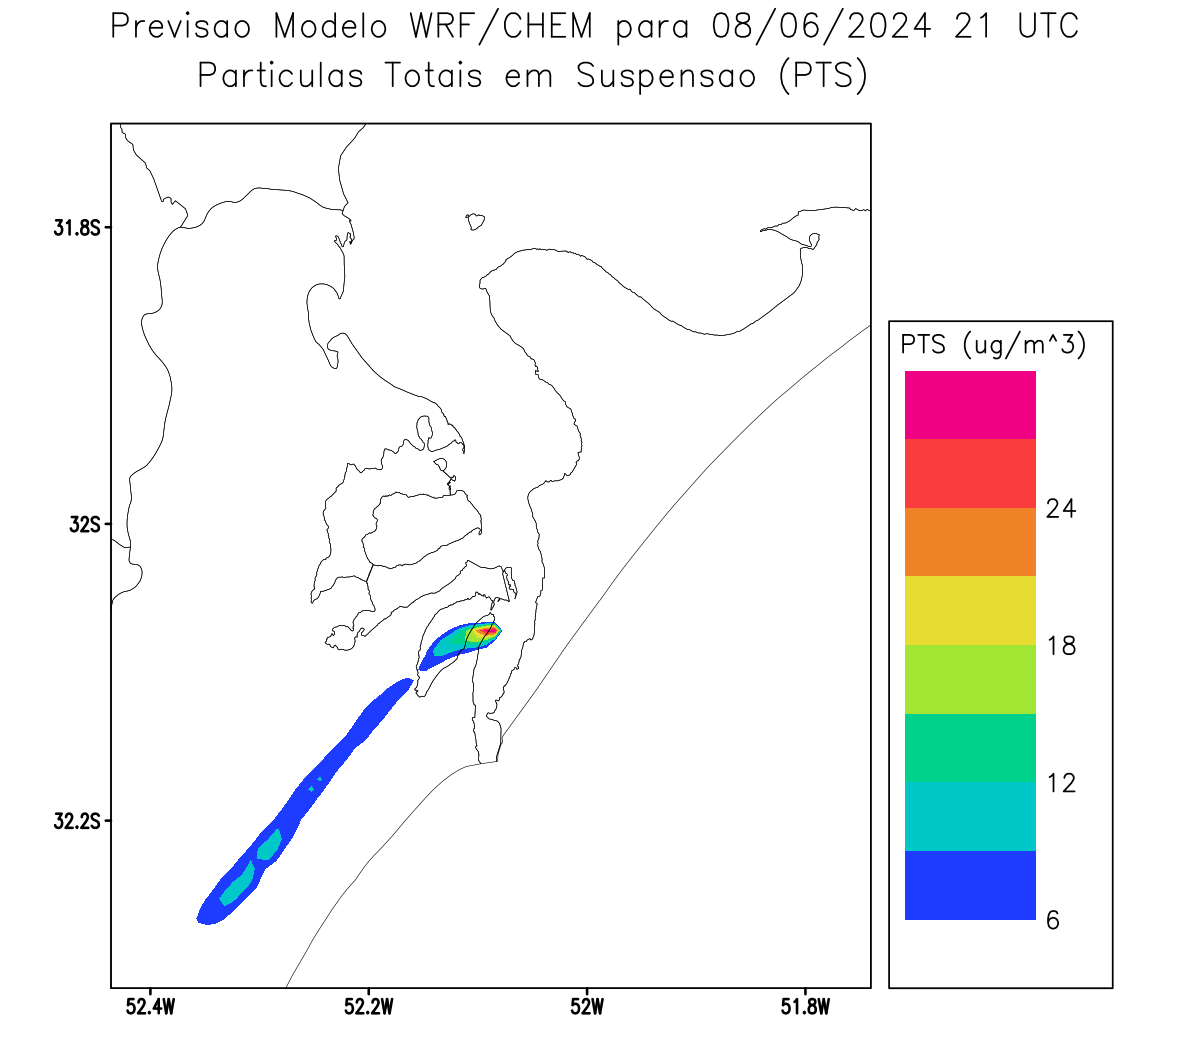 Previsao Modelo WRF/CHEM para 08/06/2024 21 UTC
Particulas Totais em Suspensao (PTS)
31.8S
32S
32.2S
52.4W
52.2W
52W
51.8W
PTS (ug/m^3)
24
18
12
6